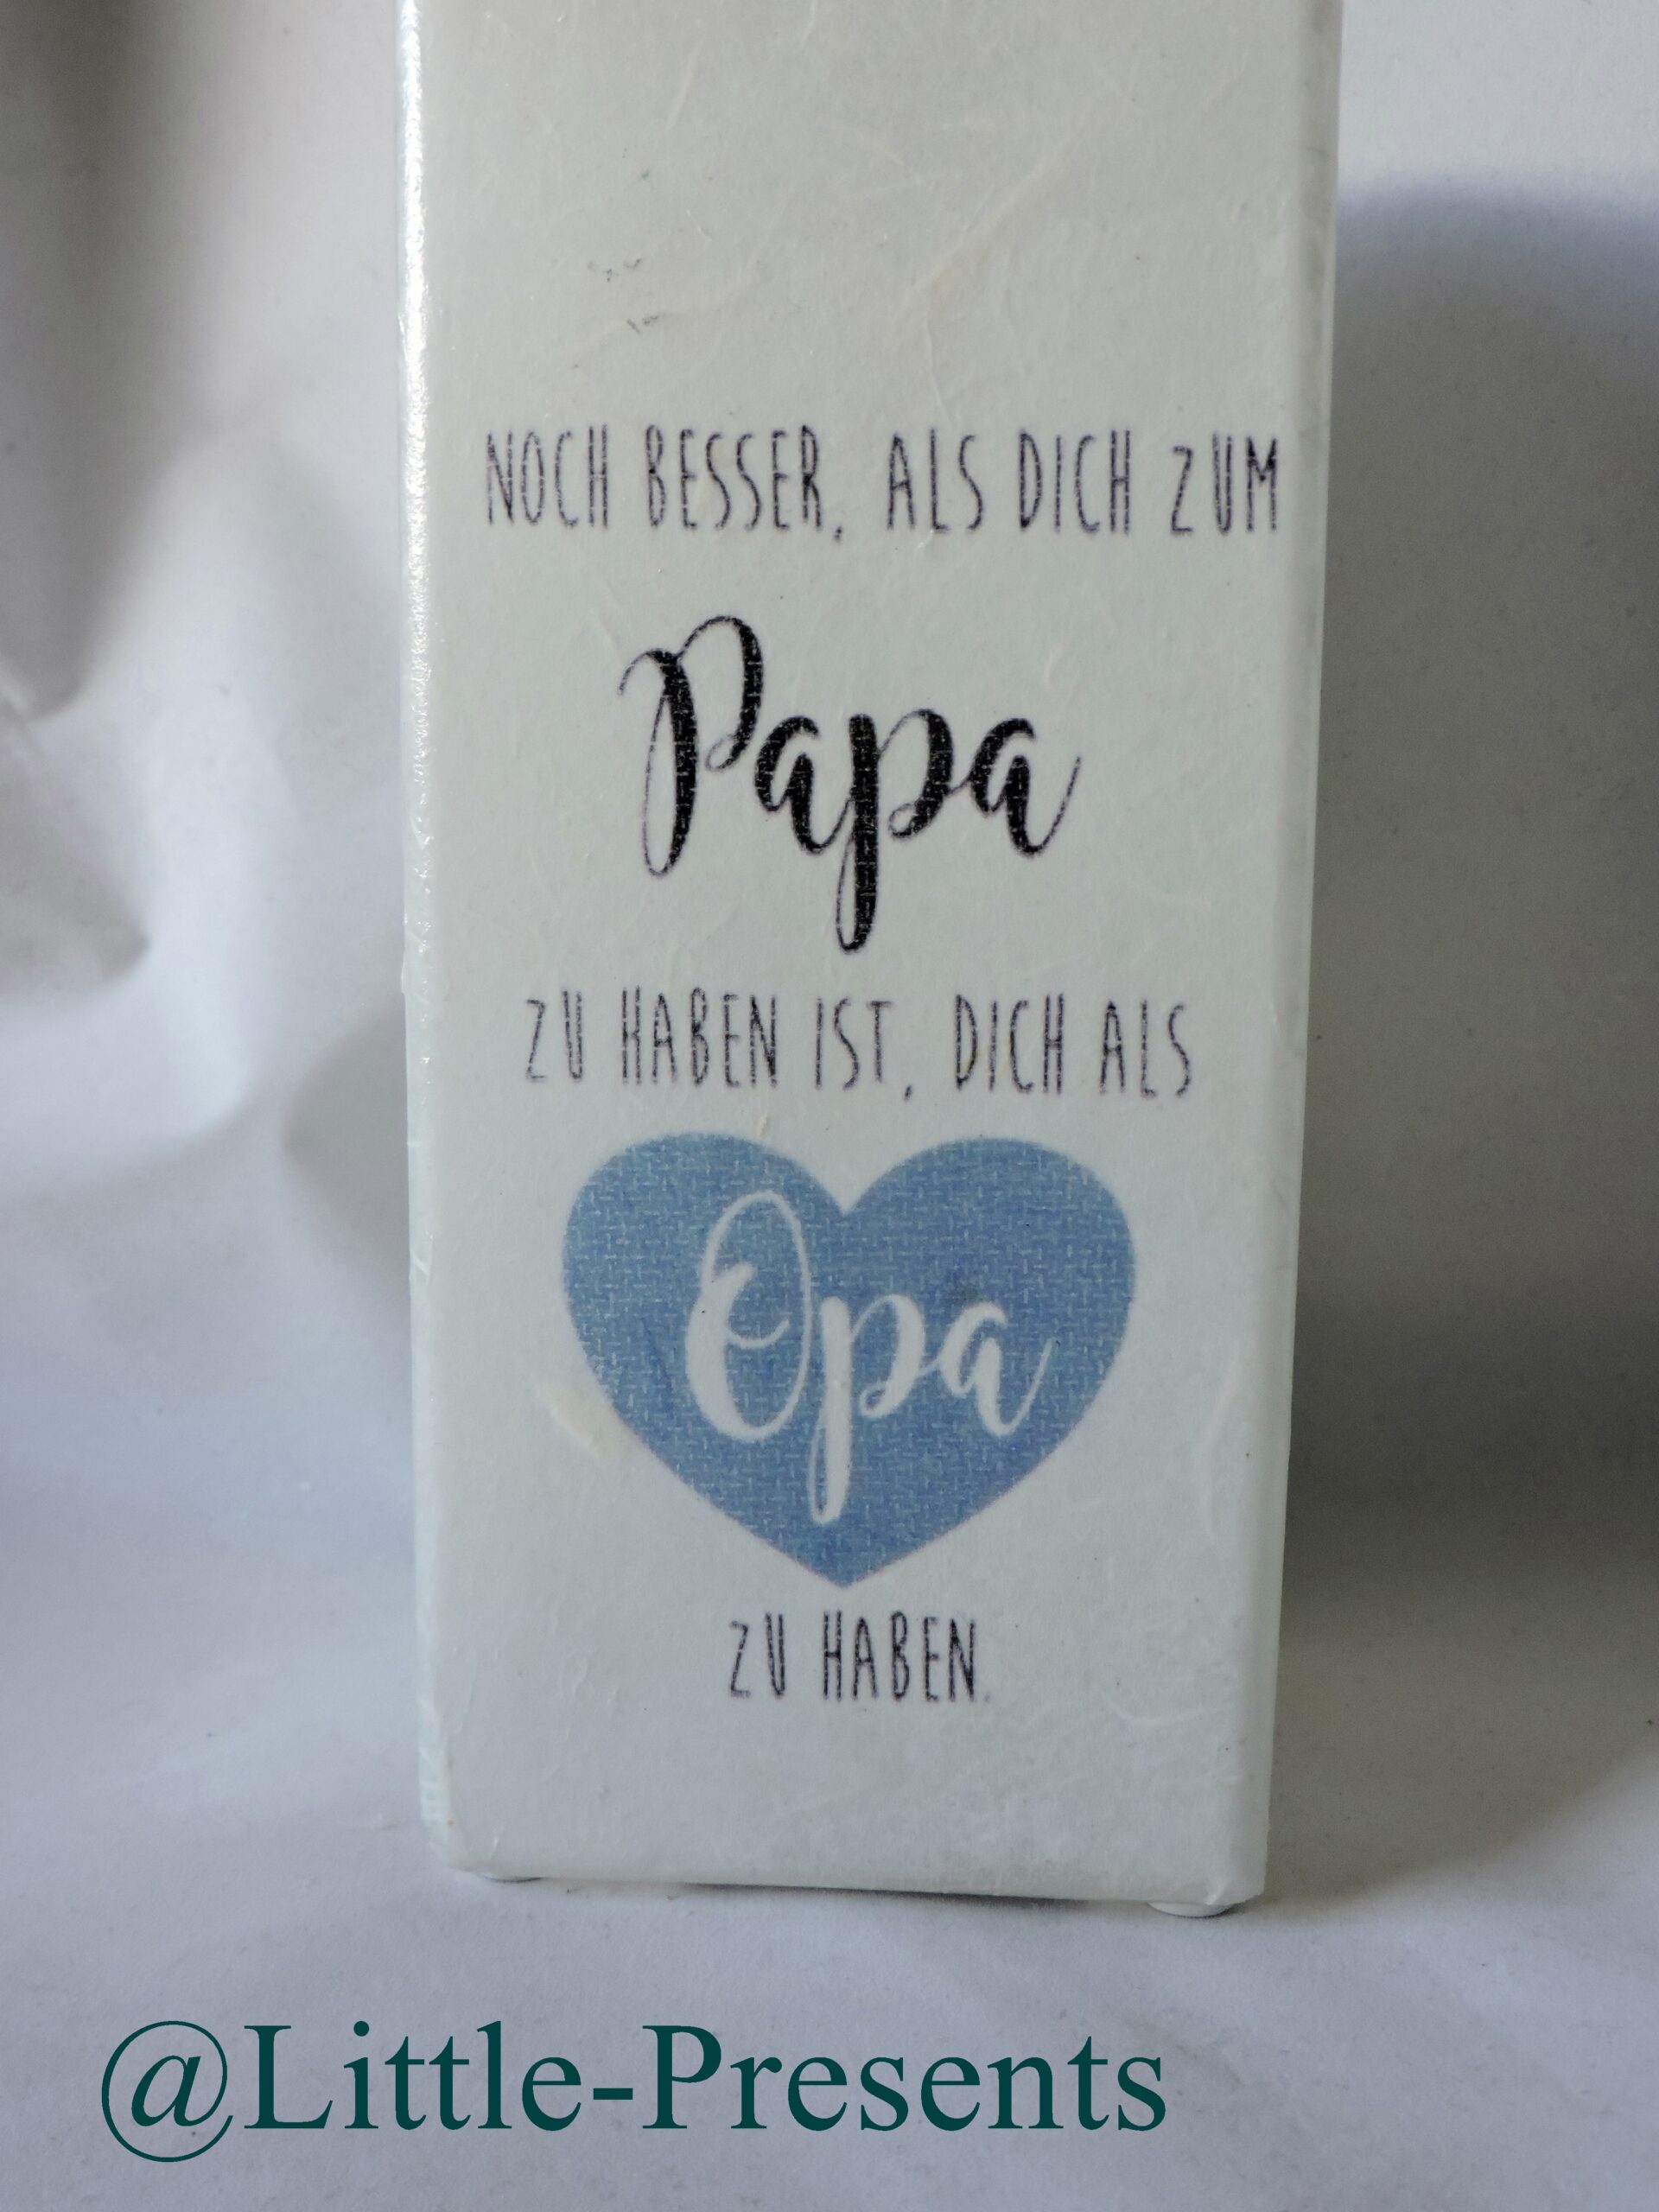 NOCH BESSER, ALS DICH ZUM
Papa
ZU HABEN IST, DICH ALS
Opa
ZU HABEN.
@Little-Presents